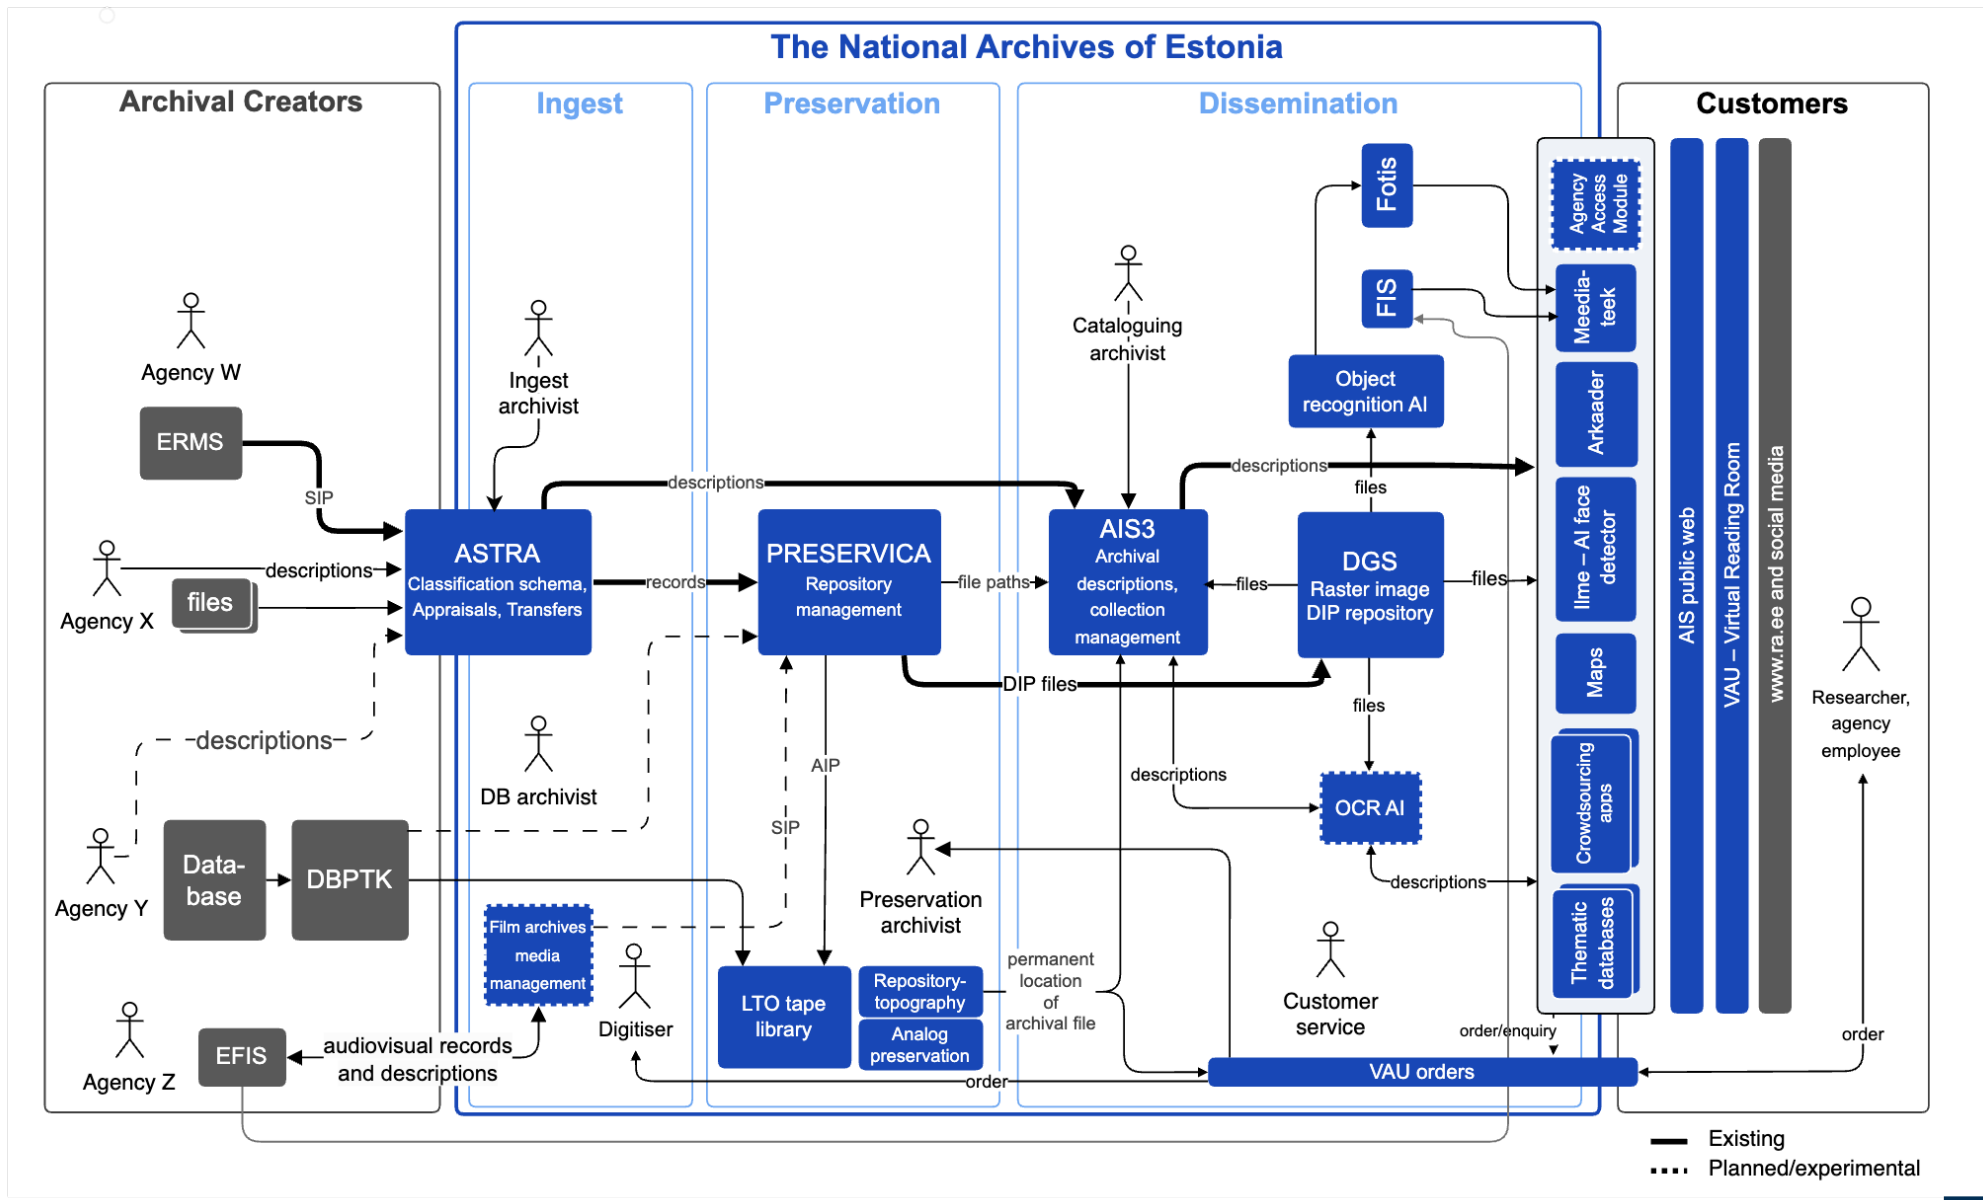 The National Archives of Estonia
Archival Creators
Ingest
Preservation
Dissemination
Customers
Agency W
ERMS
SIP
Agency X
descriptions
files
Agency Y
descriptions
Data-
base
DBPTK
Agency Z
EFIS
audiovisual records
and descriptions
Ingest
archivist
ASTRA
Classification schema,
Appraisals, Transfers
descriptions
records
DB archivist
Film archives
media
management
Digitiser
PRESERVICA
Repository
management
file paths
DIP files
SIP
AIP
Preservation
archivist
LTO tape
library
Repository-
topography
Analog
preservation
permanent
location
of
archival file
order
Cataloguing
archivist
AIS3
Archival
descriptions,
collection
management
descriptions
files
DGS
Raster image
DIP repository
files
files
files
Object
recognition AI
Fotis
FIS
descriptions
OCR AI
descriptions
Customer
service
order/enquiry
VAU orders
Agency
Access
Module
Meedia-
teek
Arkaader
Ilme – AI face
detector
Maps
Crowdsourcing
apps
Thematic
databases
AIS public web
VAU – Virtual Reading Room
www.ra.ee and social media
Researcher,
agency
employee
order
Existing
Planned/experimental